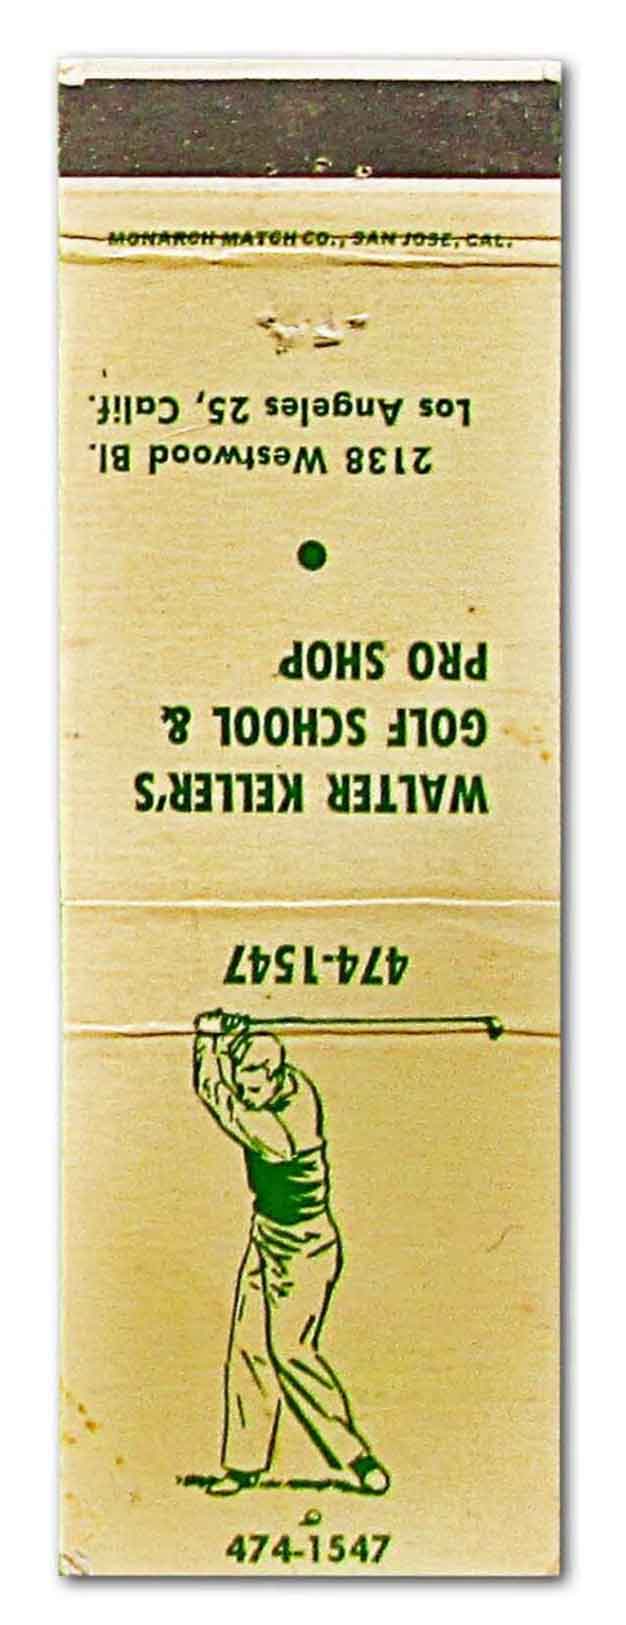 MONARCH MATCH CO., SAN JOSE, CAL.
WALTER KELLER'S
GOLF SCHOOL &
PRO SHOP
2138 Westwood Bl.
Los Angeles 25, Calif.
474-1547
474-1547